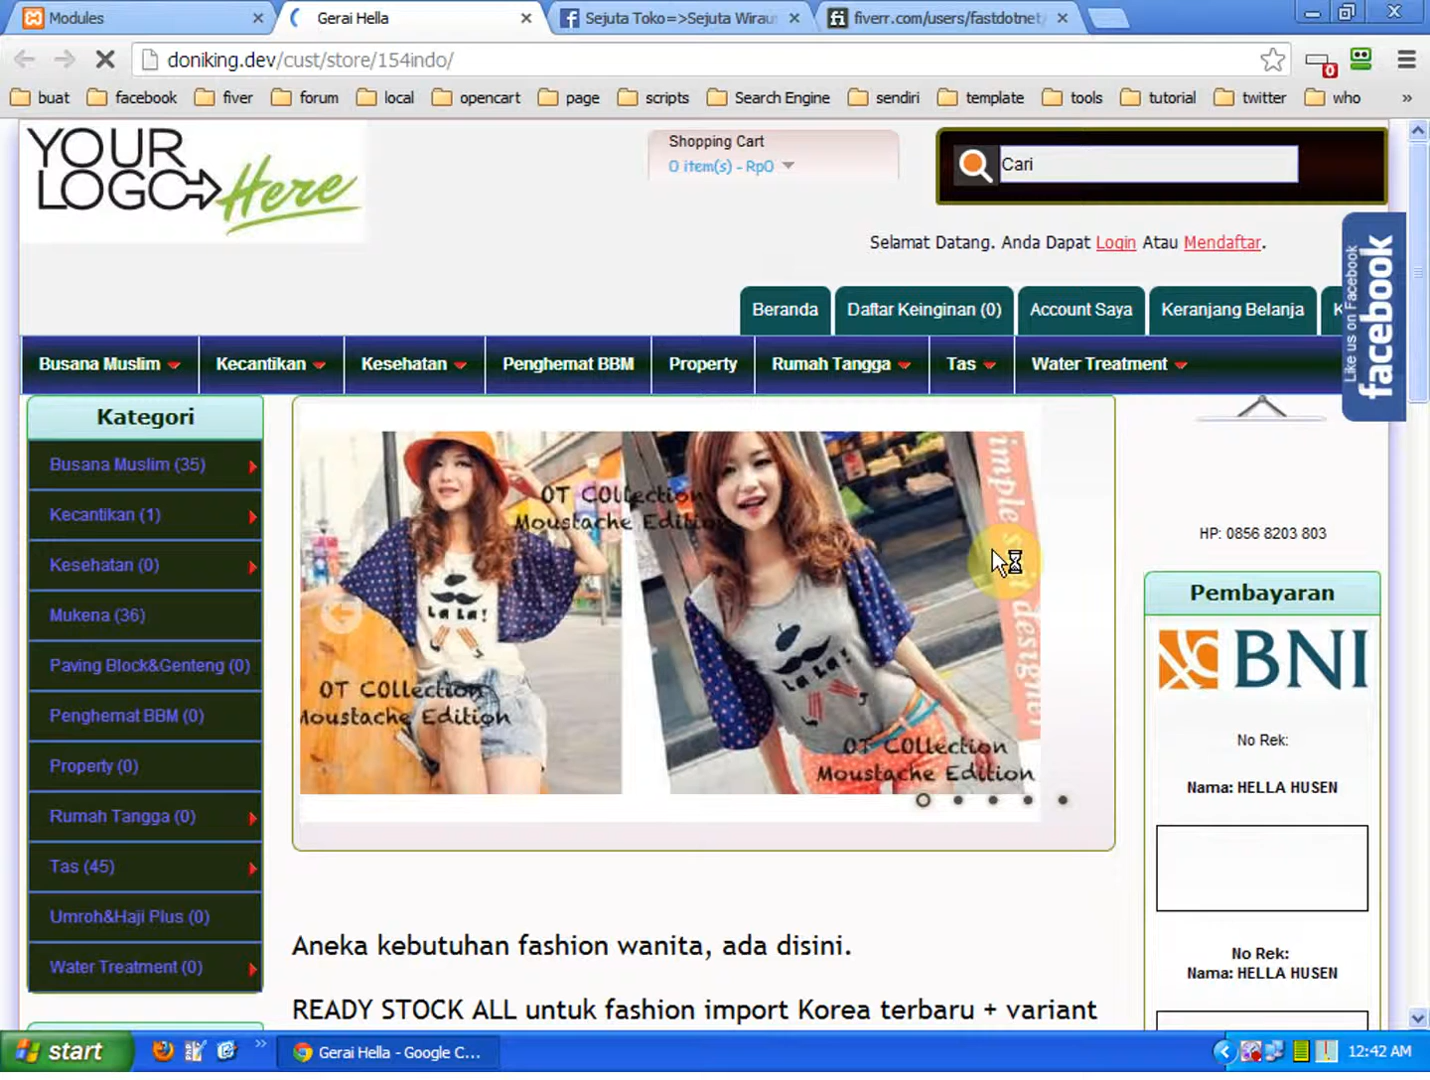 Modules
Gerai Hella
Sejuta Toko=>Sejuta Wirau
fiverr.com/users/fastdotnet
doniking.dev/cust/store/154indo/
buat
facebook
fiver
forum
local
opencart
page
scripts
Search Engine
sendiri
template
tools
tutorial
twitter
who
»
YOUR
LOGO Here
Shopping Cart
0 item(s) - Rp0
Cari
Selamat Datang. Anda Dapat Login Atau Mendaftar.
Beranda
Daftar Keinginan (0)
Account Saya
Keranjang Belanja
K
Like us on Facebook
facebook
Busana Muslim
Kecantikan
Kesehatan
Penghemat BBM
Property
Rumah Tangga
Tas
Water Treatment
Kategori
Busana Muslim (35)
Kecantikan (1)
Kesehatan (0)
Mukena (36)
Paving Block&Genteng (0)
Penghemat BBM (0)
Property (0)
Rumah Tangga (0)
Tas (45)
Umroh&Haji Plus (0)
Water Treatment (0)
OT COllection
Moustache Edition
La La!
OT COllection
Moustache Edition
La La!
OT COllection
Moustache Edition
designer
Aneka kebutuhan fashion wanita, ada disini.
READY STOCK ALL untuk fashion import Korea terbaru + variant
HP: 0856 8203 803
Pembayaran
BNI
No Rek:
Nama: HELLA HUSEN
No Rek:
Nama: HELLA HUSEN
start
»
Gerai Hella - Google C...
12:42 AM